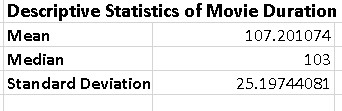 Descriptive Statistics of Movie Duration
Mean 107.201074
Median 103
Standard Deviation 25.19744081